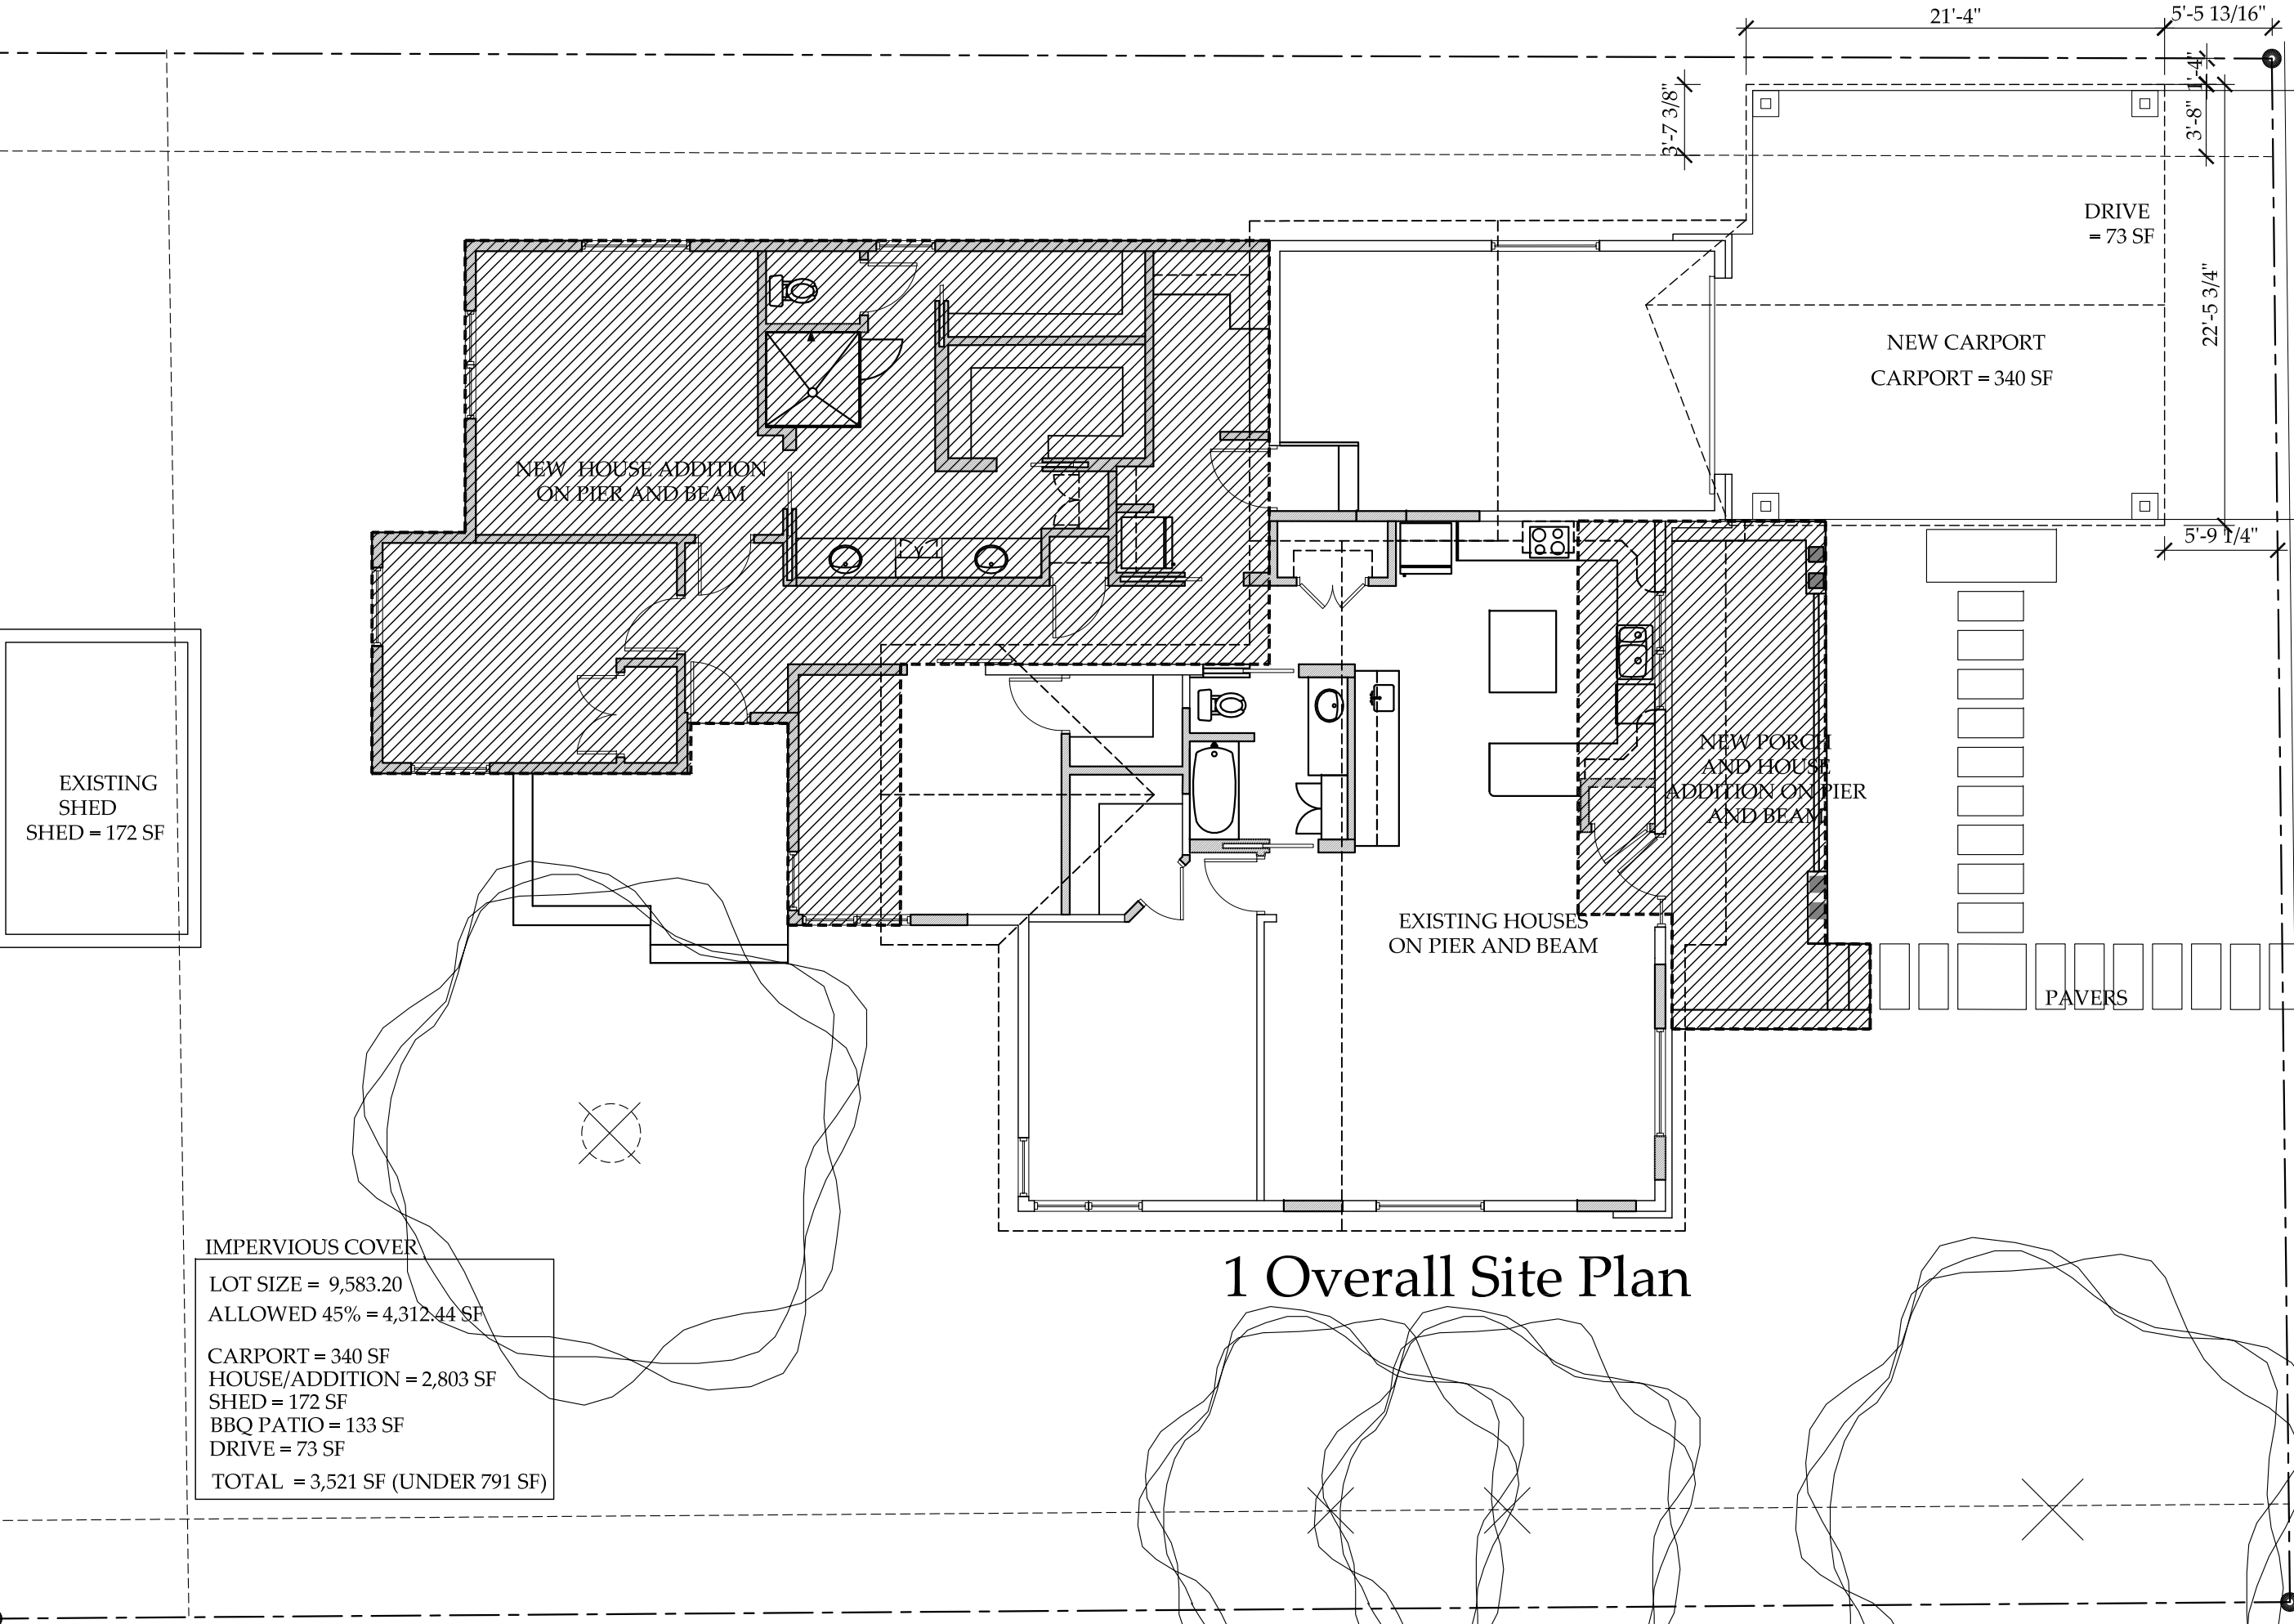 21'-4"
5'-5 13/16"
1'-4"
3'-7 3/8"
3'-8"
DRIVE
= 73 SF
22'-5 3/4"
NEW CARPORT
CARPORT = 340 SF
NEW HOUSE ADDITION
ON PIER AND BEAM
5'-9 1/4"
NEW PORCH
AND HOUSE
ADDITION ON PIER
AND BEAM
EXISTING
SHED
SHED = 172 SF
EXISTING HOUSES
ON PIER AND BEAM
PAVERS
IMPERVIOUS COVER
LOT SIZE = 9,583.20
ALLOWED 45% = 4,312.44 SF
CARPORT = 340 SF
HOUSE/ADDITION = 2,803 SF
SHED = 172 SF
BBQ PATIO = 133 SF
DRIVE = 73 SF
TOTAL = 3,521 SF (UNDER 791 SF)
1 Overall Site Plan